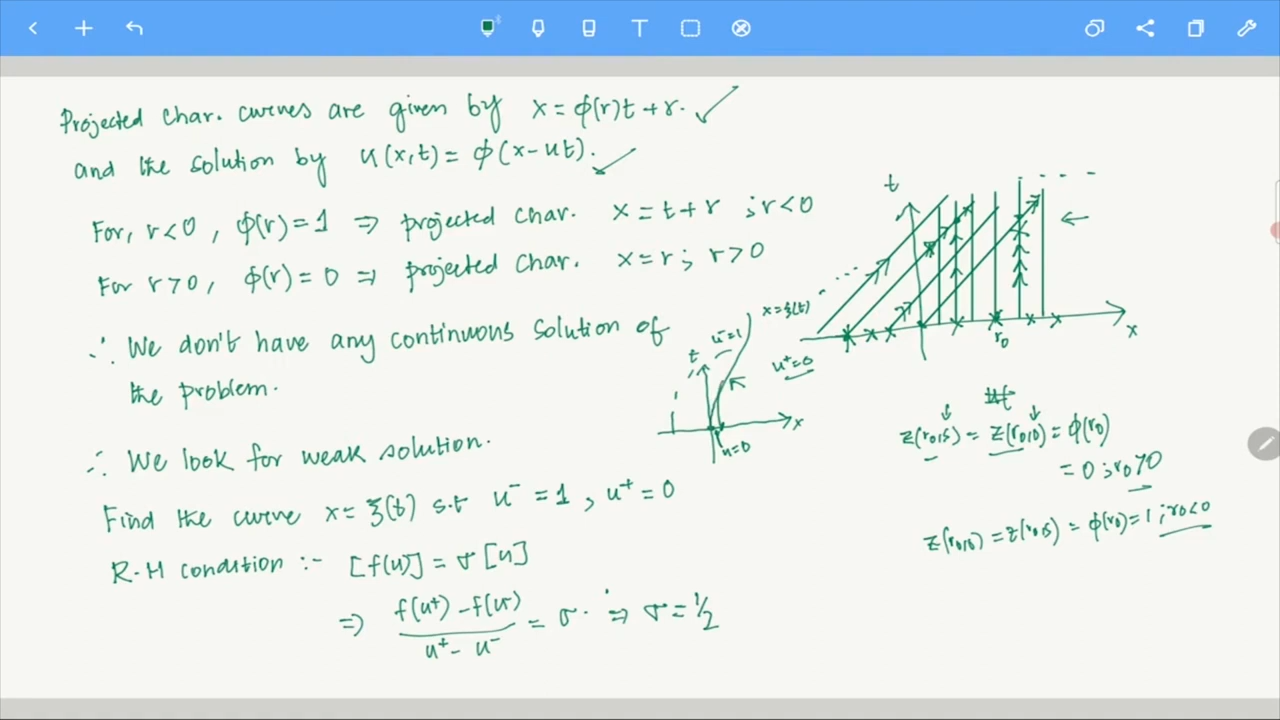 Projected Char. curves are given by x = ϕ(r)t + r. ✓
and the solution by u(x,t) = ϕ(x-ut). ✓
For, r<0, ϕ(r) = 1 ⇒ projected char. x = t + r ; r<0
For r>0, ϕ(r) = 0 ⇒ projected char. x = r ; r>0
∴ We don't have any continuous solution of
the problem.
∴ We look for weak solution.
Find the curve x = ξ(t) s.t u⁻ = 1, u⁺ = 0
R-H condition :- [f(u)] = σ [u]
⇒ f(u⁺) - f(u⁻) / u⁺ - u⁻ = σ. ⇒ σ = 1/2
t
x
r₀
x = ξ(t)
u⁻=1
u⁺=0
t
x
u=0
z(r₀,s) = z(r₀,0) = ϕ(r₀)
= 0 ; r₀>0
z(r₀,0) = z(r₀,s) = ϕ(r₀) = 1 ; r₀<0
T